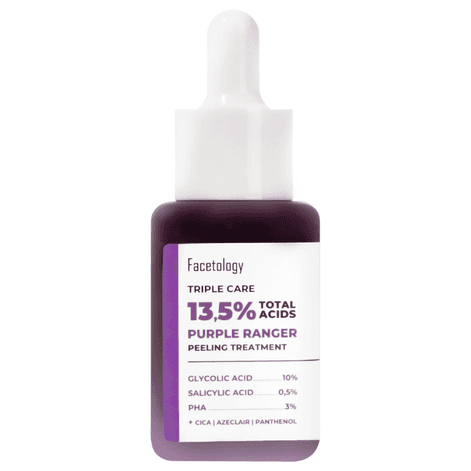 Facetology
TRIPLE CARE
13,5% TOTAL ACIDS
PURPLE RANGER
PEELING TREATMENT
GLYCOLIC ACID 10%
SALICYLIC ACID 0,5%
PHA 3%
+ CICA | AZECLAIR | PANTHENOL